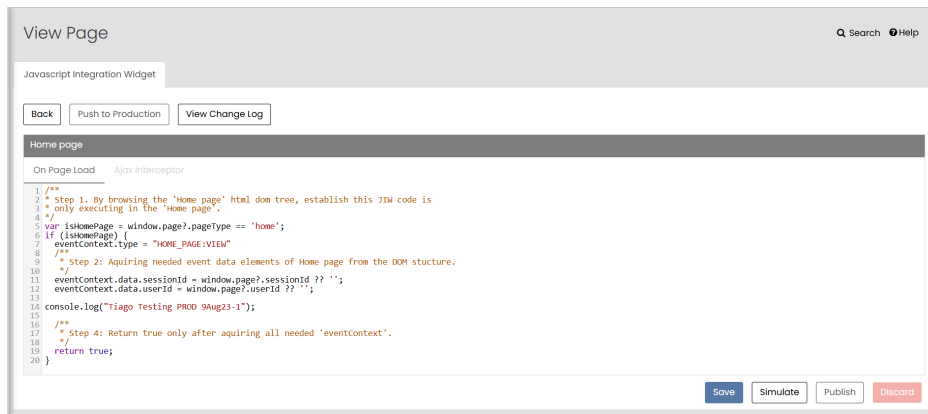 View Page
Search Help
Javascript Integration Widget
Back Push to Production View Change Log
Home page
On Page Load Ajax Interceptor
1 /**
2 * Step 1. By browsing the 'Home page' html dom tree, establish this JIW code is
3 * only executing in the 'Home page'.
4 */
5 var isHomePage = window.page?.pageType == 'home';
6 if (isHomePage) {
7 eventContext.type = "HOME_PAGE:VIEW"
8 /**
9 * Step 2: Aquiring needed event data elements of Home page from the DOM stucture.
10 */
11 eventContext.data.sessionId = window.page?.sessionId ?? '';
12 eventContext.data.userId = window.page?.userId ?? '';
13
14 console.log("Tiago Testing PROD 9Aug23-1");
15
16 /**
17 * Step 4: Return true only after aquiring all needed 'eventContext'.
18 */
19 return true;
20 }
Save Simulate Publish Discard